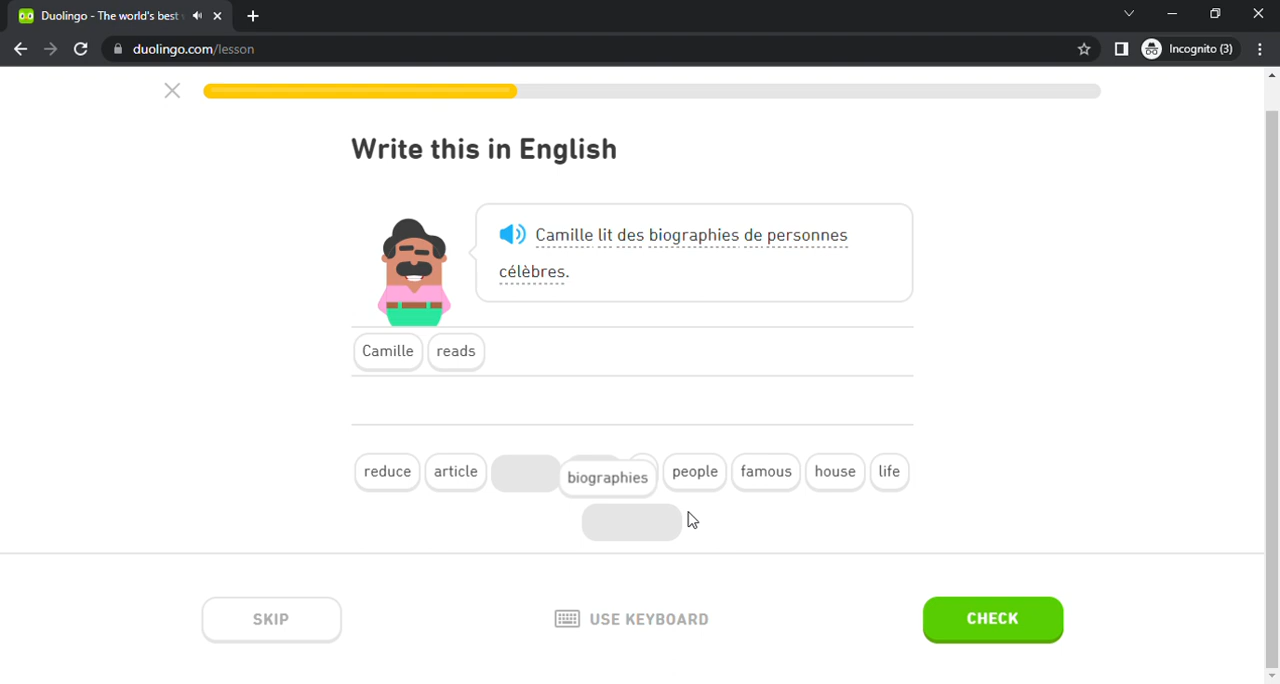 Duolingo - The world's best
duolingo.com/lesson
Incognito (3)
Write this in English
Camille lit des biographies de personnes
célèbres.
Camille reads
reduce article biographies people famous house life
SKIP USE KEYBOARD CHECK